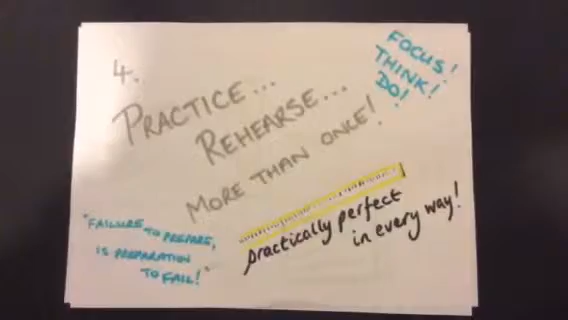 4.
PRACTICE...
REHEARSE...
MORE THAN ONCE!
FOCUS!
THINK!
DO!
"FAILURE TO PREPARE,
IS PREPARATION
TO FAIL!"
practically perfect
in every way!